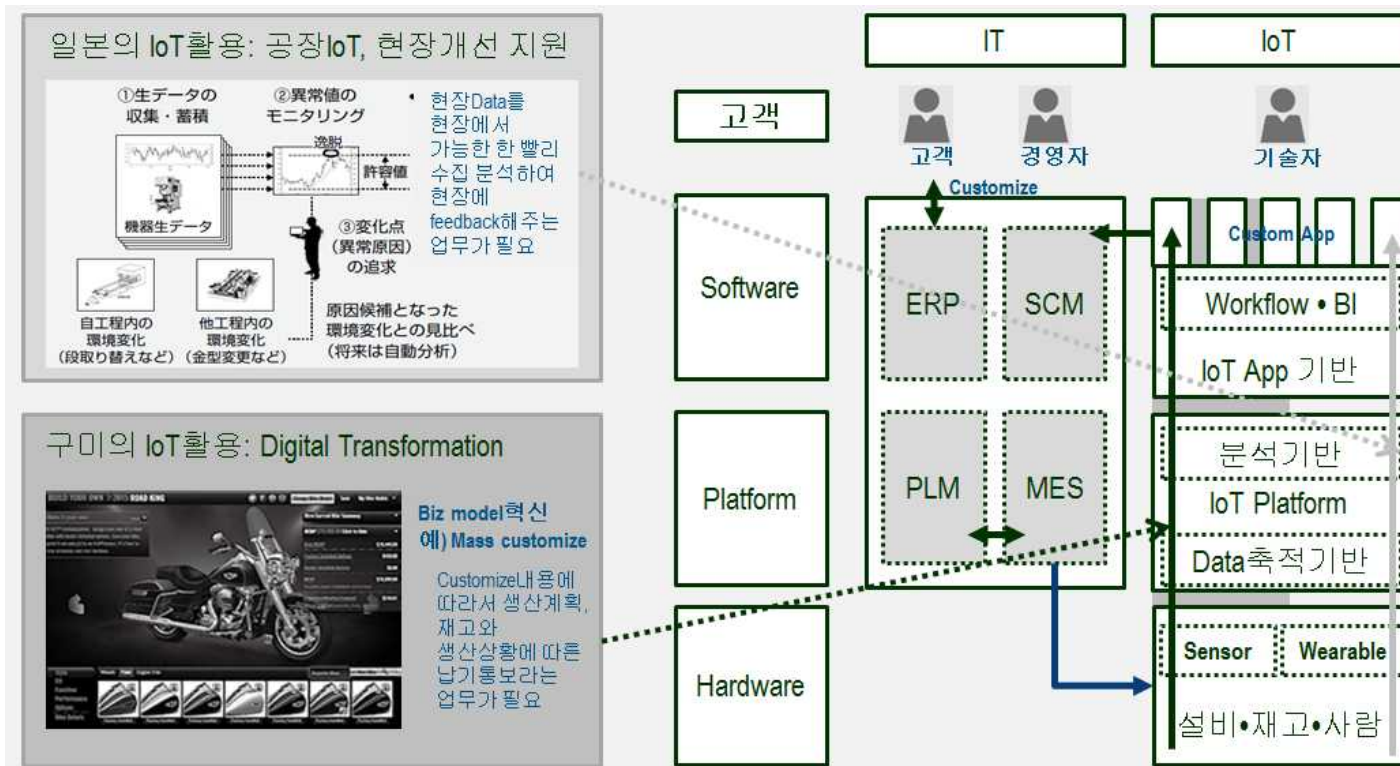 일본의 IoT활용: 공장IoT, 현장개선 지원
①生データの
収集・蓄積
②異常値の
モニタリング
逸脱
許容値
機器生データ
③変化点
(異常原因)
の追求
自工程内の
環境変化
(段取り替えなど)
他工程内の
環境変化
(金型変更など)
原因候補となった
環境変化との見比べ
(将来は自動分析)
• 현장Data를
현장에서
가능한 한 빨리
수집 분석하여
현장에
feedback해 주는
업무가 필요
구미의 IoT활용: Digital Transformation
BUILD YOUR OWN > 2015 ROAD KING
Biz model혁신
예) Mass customize
Customize내용에
따라서 생산계획,
재고와
생산상황에 따른
납기통보라는
업무가 필요
고객
Software
Platform
Hardware
IT
고객
경영자
Customize
ERP
SCM
PLM
MES
IoT
기술자
Custom App
Workflow • BI
IoT App 기반
분석기반
IoT Platform
Data축적기반
Sensor
Wearable
설비•재고•사람